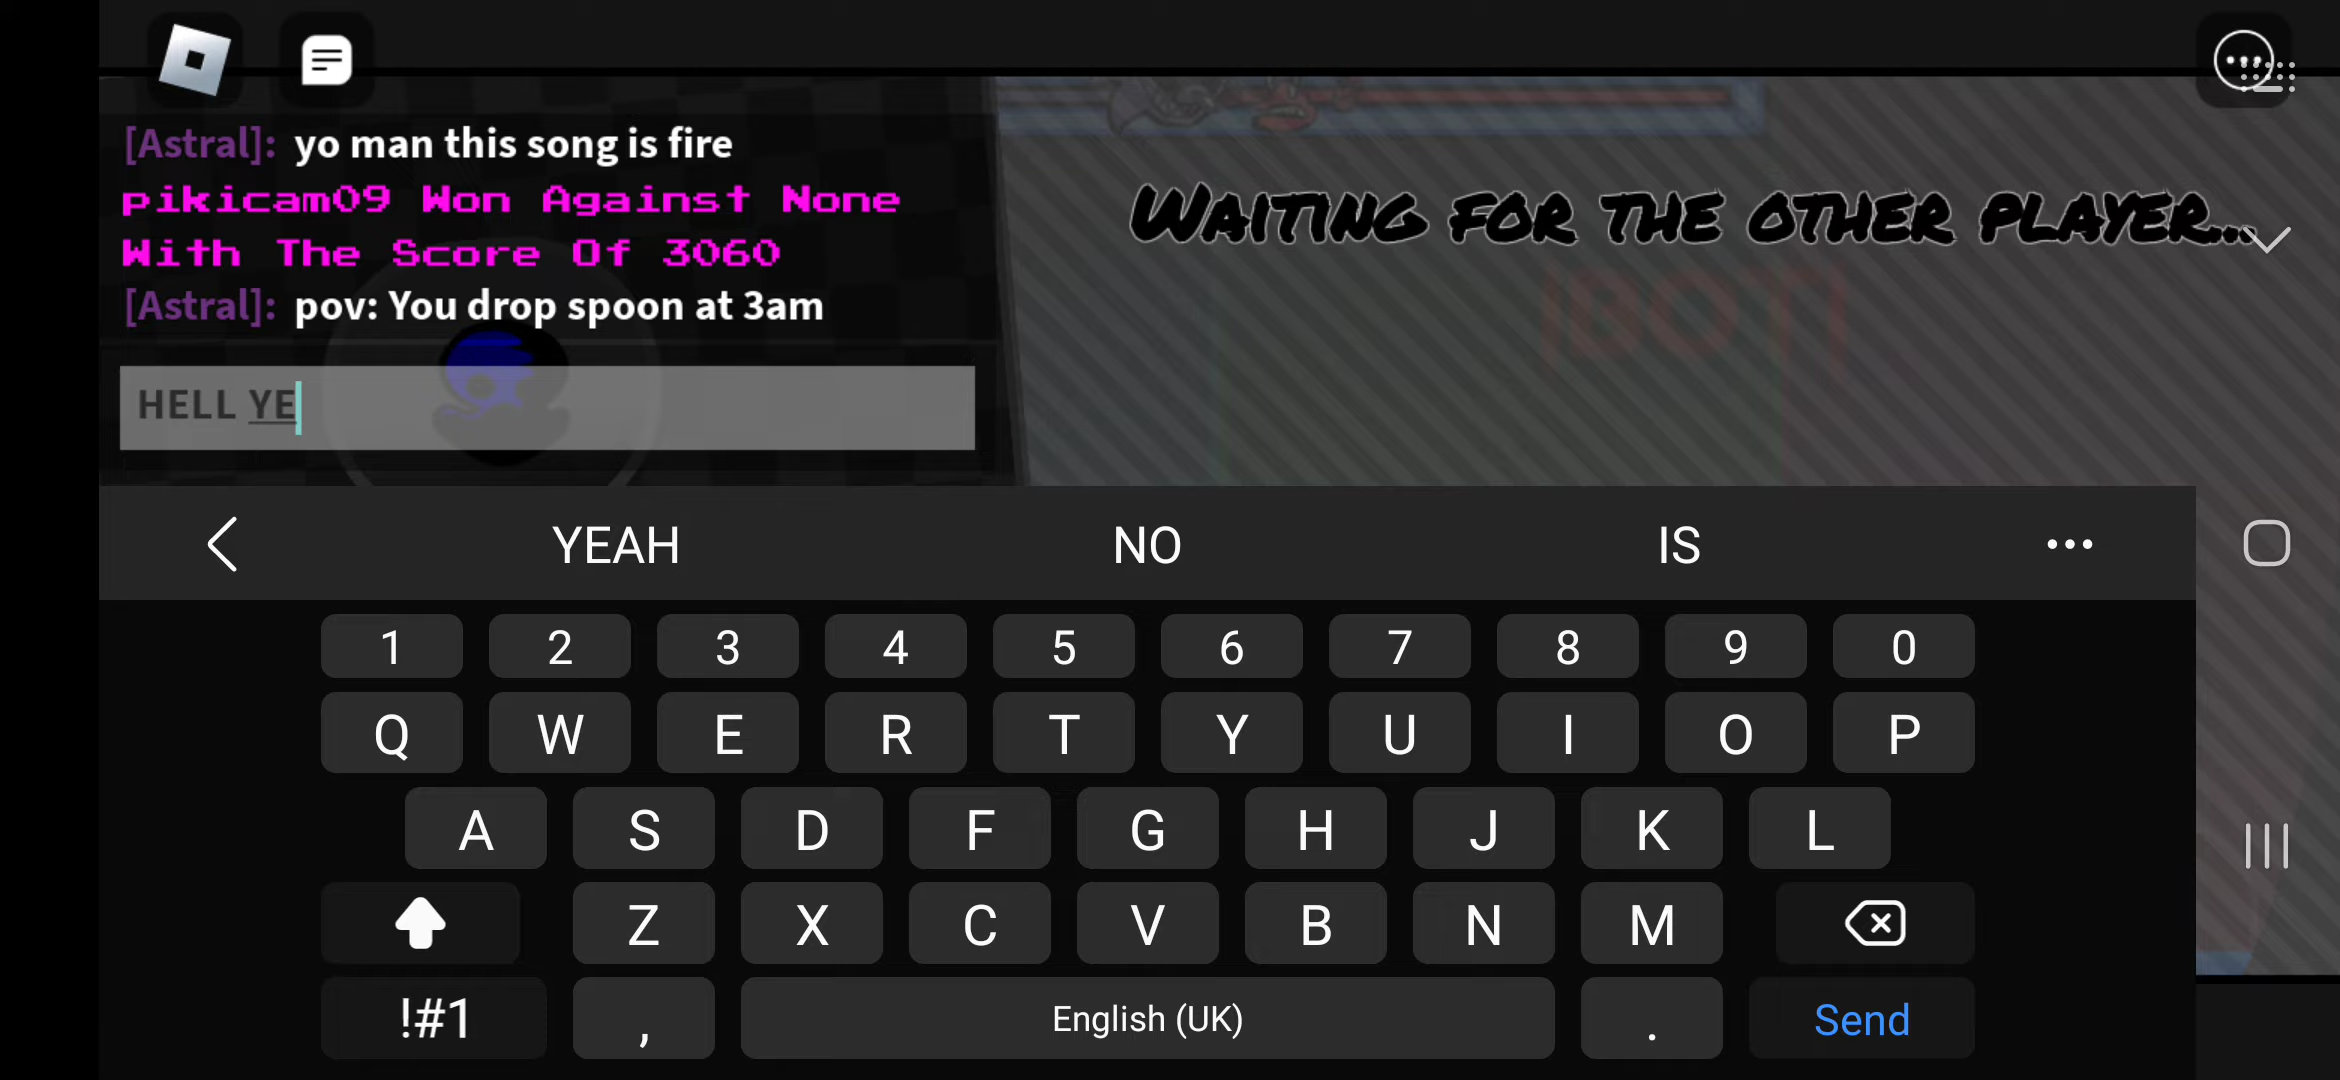 [Astral]: yo man this song is fire
pikicam09 Won Against None
With The Score Of 3060
[Astral]: pov: You drop spoon at 3am
HELL YE
WAITING FOR THE OTHER PLAYER...
YEAH NO IS
1 2 3 4 5 6 7 8 9 0
Q W E R T Y U I O P
A S D F G H J K L
Z X C V B N M
!#1 , English (UK) . Send